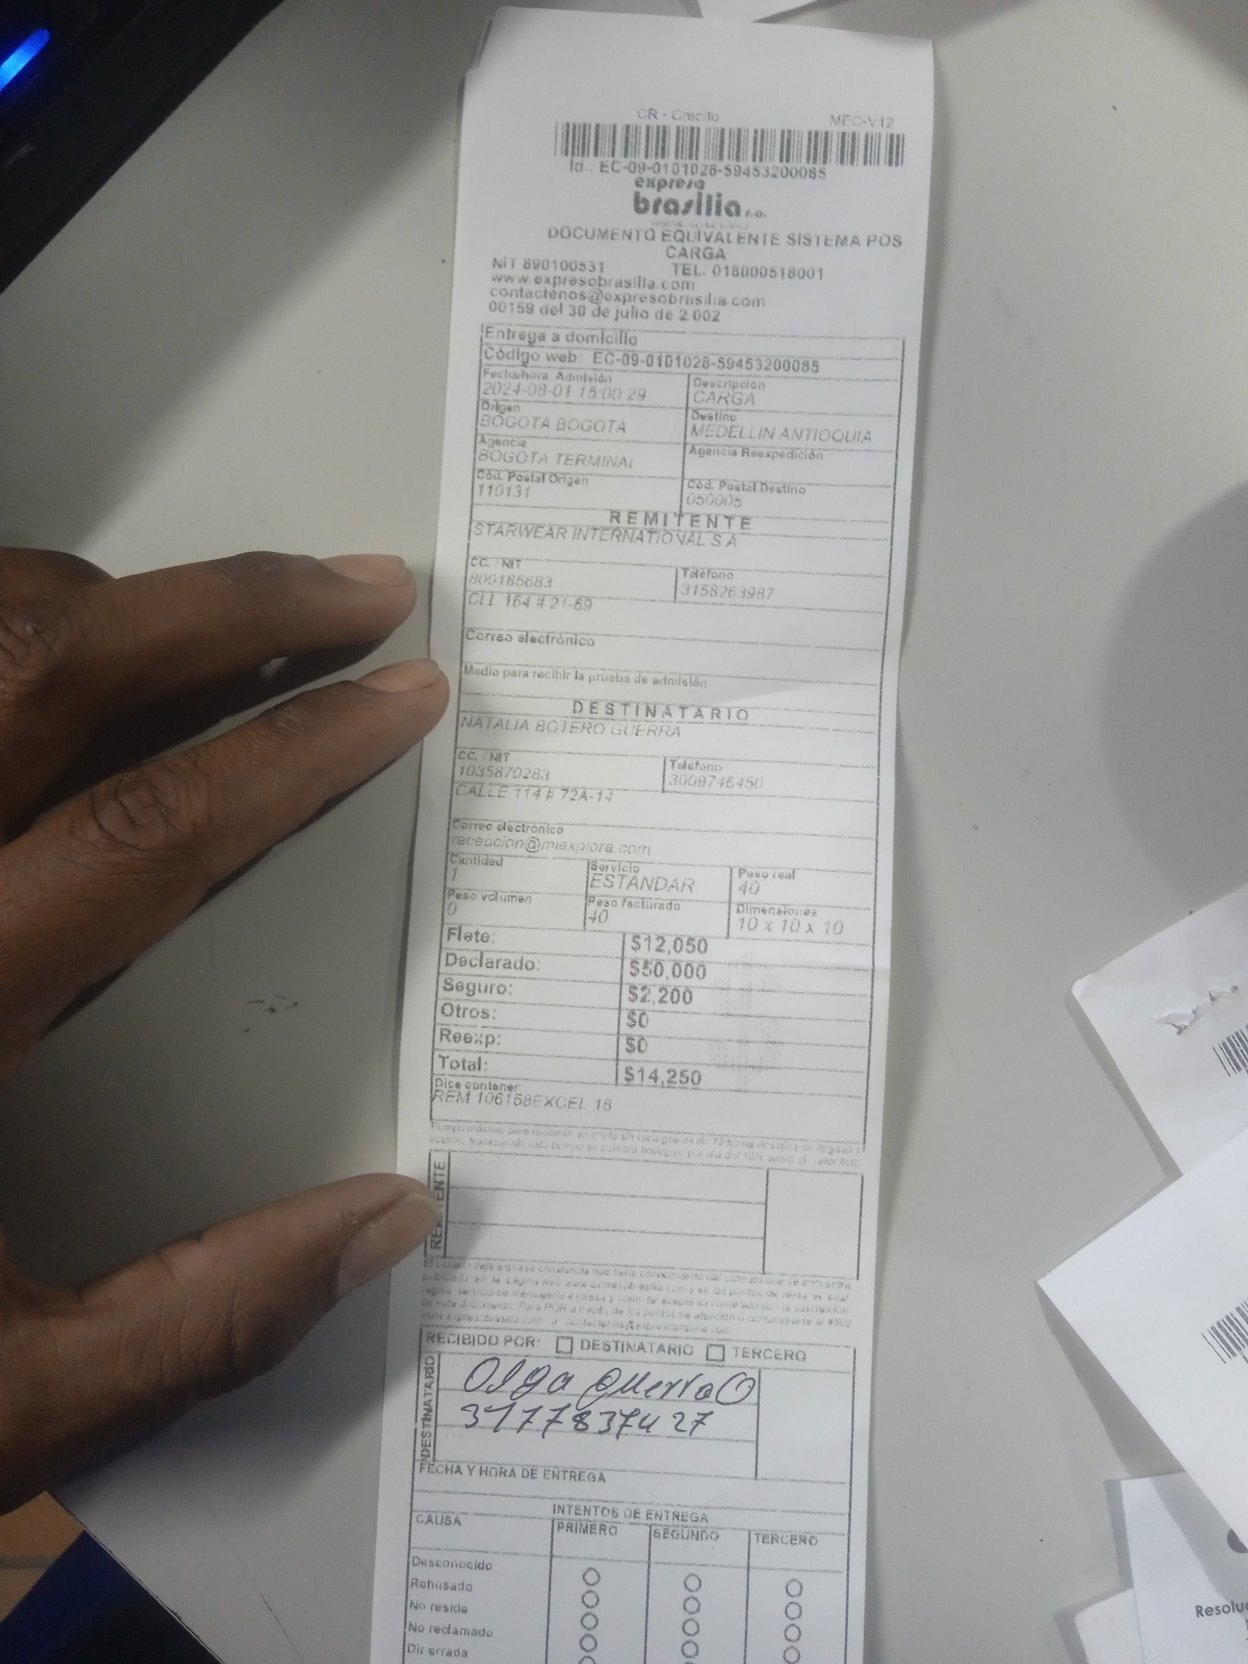 CR - Crédito MEC-V12
Id.: EC-09-0101028-59453200085
expreso
brasilia s.a.
DOCUMENTO EQUIVALENTE SISTEMA POS
CARGA
NIT 890100531 TEL. 018000518001
www.expresobrasilia.com
contactenos@expresobrasilia.com
00159 del 30 de julio de 2 002
Entrega a domicilio
Código web: EC-09-0101028-59453200085
Fecha/hora. Admisión Descripción
2024-08-01 15:00 29 CARGA
Origen Destino
BOGOTA BOGOTA MEDELLIN ANTIOQUIA
Agencia Agencia Reexpedición
BOGOTA TERMINAL
Cód. Postal Origen Cód. Postal Destino
110131 050005
REMITENTE
STARWEAR INTERNATIONAL S A
CC. / NIT Teléfono
800185683 3158263987
CLL 164 # 21-69
Correo electrónico
Medio para recibir la prueba de admisión
DESTINATARIO
NATALIA BOTERO GUERRA
CC. / NIT Teléfono
1035870283 3009746450
CALLE 114 # 72A-14
Correo electrónico
recepcion@miexplora.com
Cantidad Servicio Peso real
1 ESTANDAR 40
Peso volumen Peso facturado Dimensiones
0 40 10 x 10 x 10
Flete: $12,050
Declarado: $50,000
Seguro: $2,200
Otros: $0
Reexp: $0
Total: $14,250
Dice contener
REM 106158EXCEL 18
RECIBIDO POR: DESTINATARIO TERCERO
DESTINATARIO
Olga Guerra O
3177837427
FECHA Y HORA DE ENTREGA
INTENTOS DE ENTREGA
CAUSA PRIMERO SEGUNDO TERCERO
Desconocido
Rehusado
No reside
No reclamado
Dir errada